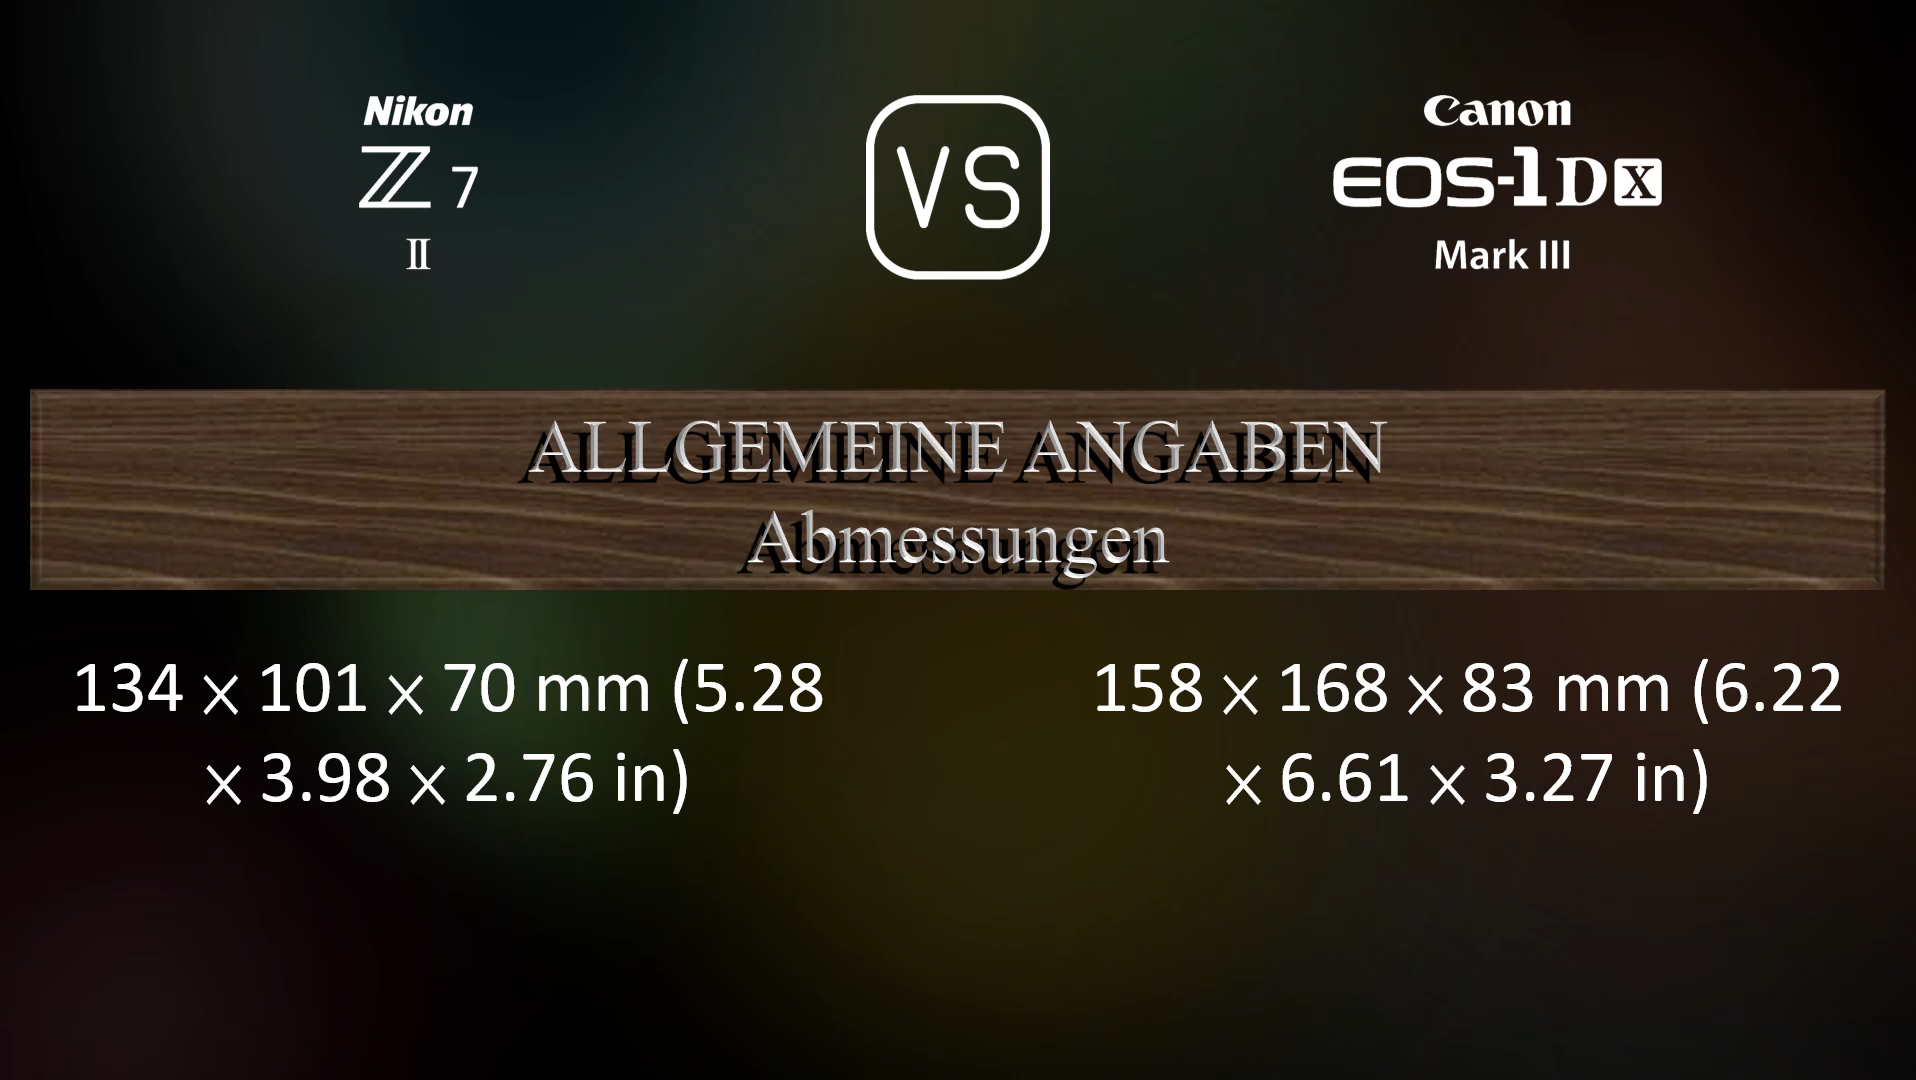 Nikon
Z 7
II
VS
Canon
EOS-1 D X
Mark III
ALLGEMEINE ANGABEN
Abmessungen
134 x 101 x 70 mm (5.28
x 3.98 x 2.76 in)
158 x 168 x 83 mm (6.22
x 6.61 x 3.27 in)